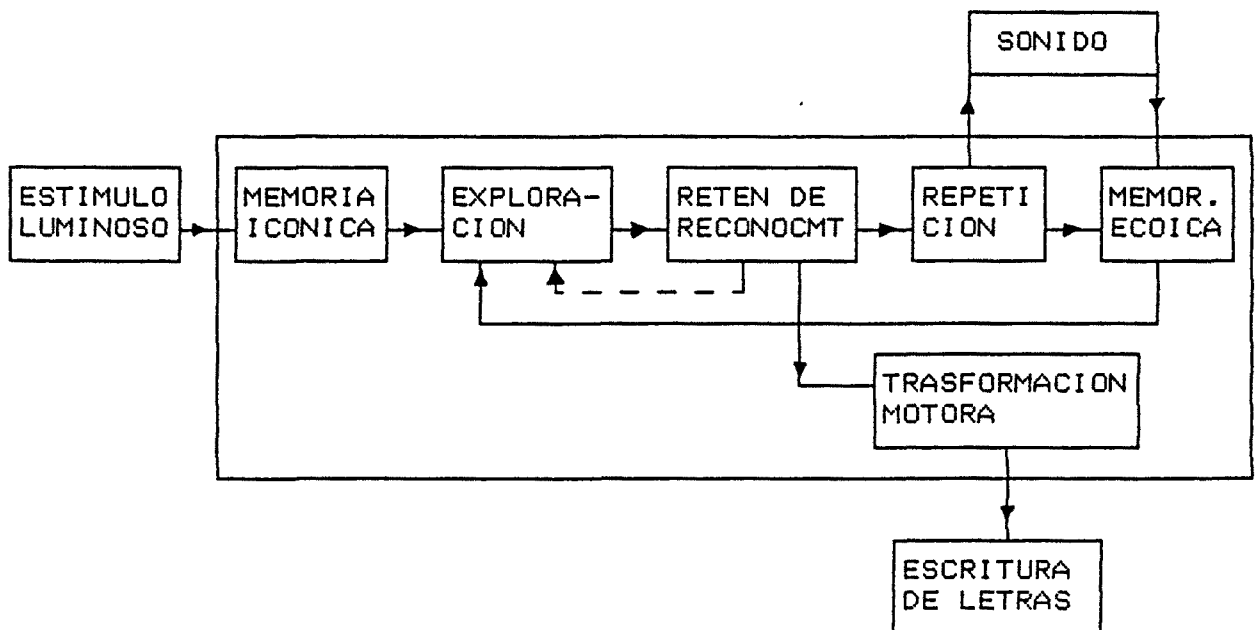 SONIDO
ESTIMULO
LUMINOSO
MEMORIA
ICONICA
EXPLORA-
CION
RETEN DE
RECONOCMT
REPETI
CION
MEMOR.
ECOICA
TRASFORMACION
MOTORA
ESCRITURA
DE LETRAS